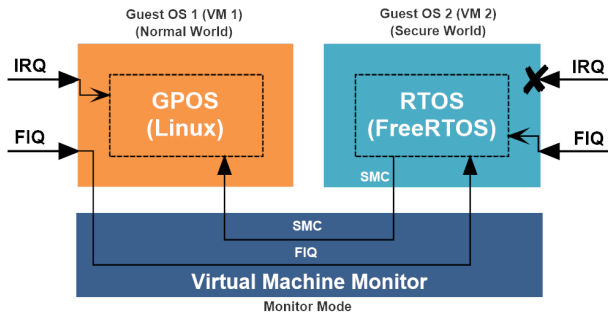 Guest OS 1 (VM 1)
(Normal World)
Guest OS 2 (VM 2)
(Secure World)
IRQ
FIQ
GPOS
(Linux)
RTOS
(FreeRTOS)
IRQ
FIQ
SMC
SMC
FIQ
Virtual Machine Monitor
Monitor Mode